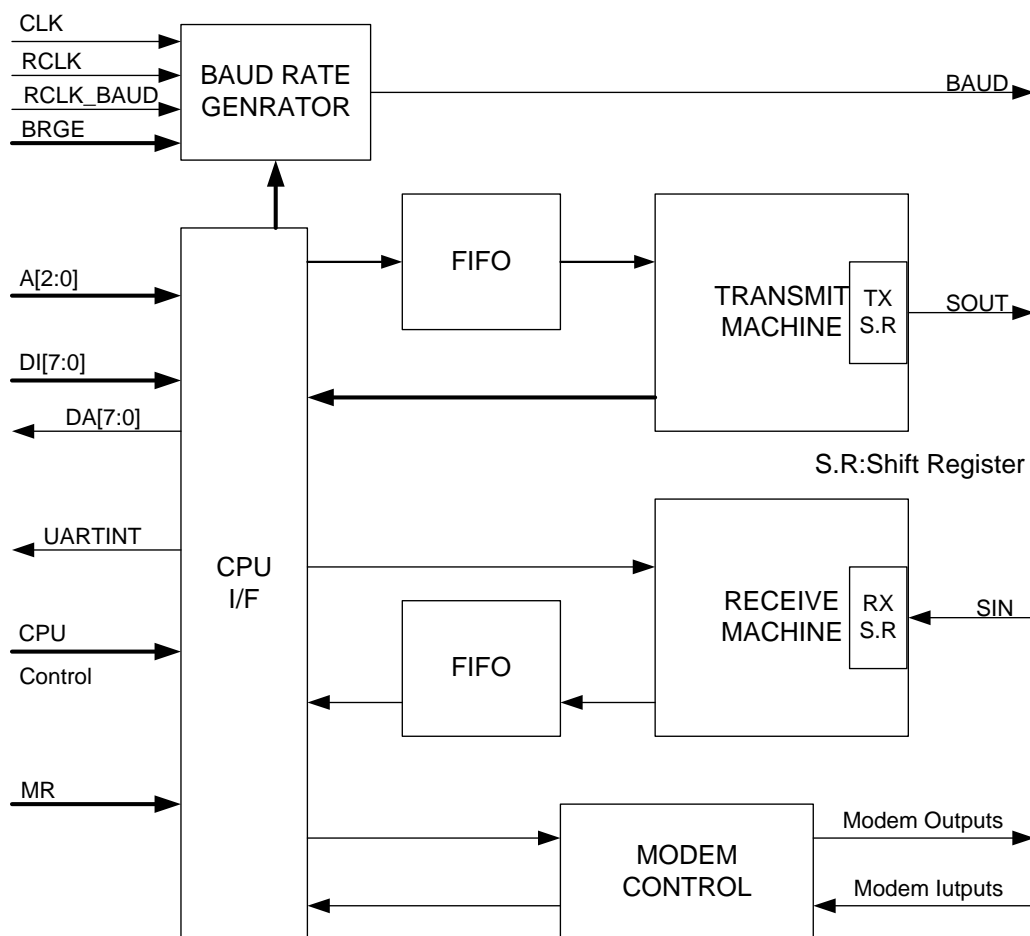 CLK
RCLK
RCLK_BAUD
BRGE
BAUD RATE
GENRATOR
BAUD
A[2:0]
DI[7:0]
DA[7:0]
UARTINT
CPU
Control
MR
CPU
I/F
FIFO
TRANSMIT
MACHINE
TX
S.R
SOUT
S.R:Shift Register
FIFO
RECEIVE
MACHINE
RX
S.R
SIN
MODEM
CONTROL
Modem Outputs
Modem Iutputs